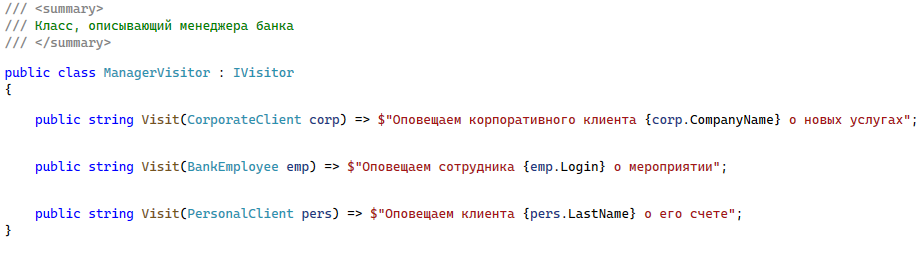 /// <summary>
/// Класс, описывающий менеджера банка
/// </summary>
public class ManagerVisitor : IVisitor
{
public string Visit(CorporateClient corp) => $"Оповещаем корпоративного клиента {corp.CompanyName} о новых услугах";
public string Visit(BankEmployee emp) => $"Оповещаем сотрудника {emp.Login} о мероприятии";
public string Visit(PersonalClient pers) => $"Оповещаем клиента {pers.LastName} о его счете";
}